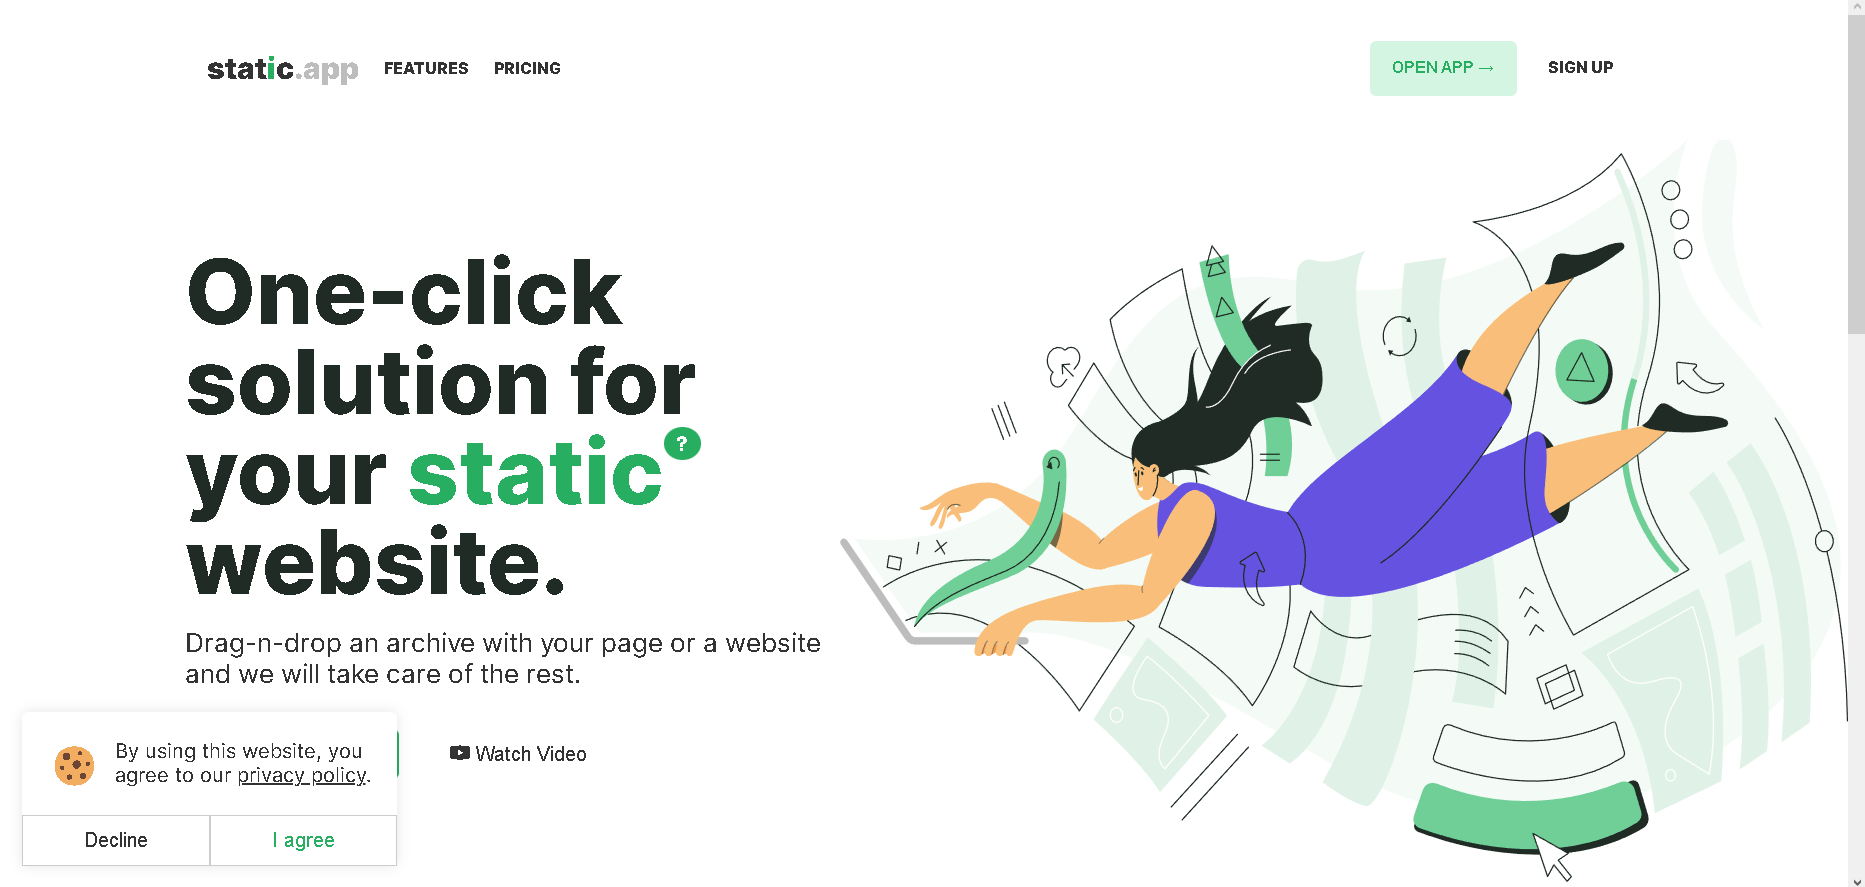 static.app FEATURES PRICING OPEN APP → SIGN UP
One-click
solution for
your static ?
website.
Drag-n-drop an archive with your page or a website
and we will take care of the rest.
Watch Video
By using this website, you
agree to our privacy policy.
Decline I agree